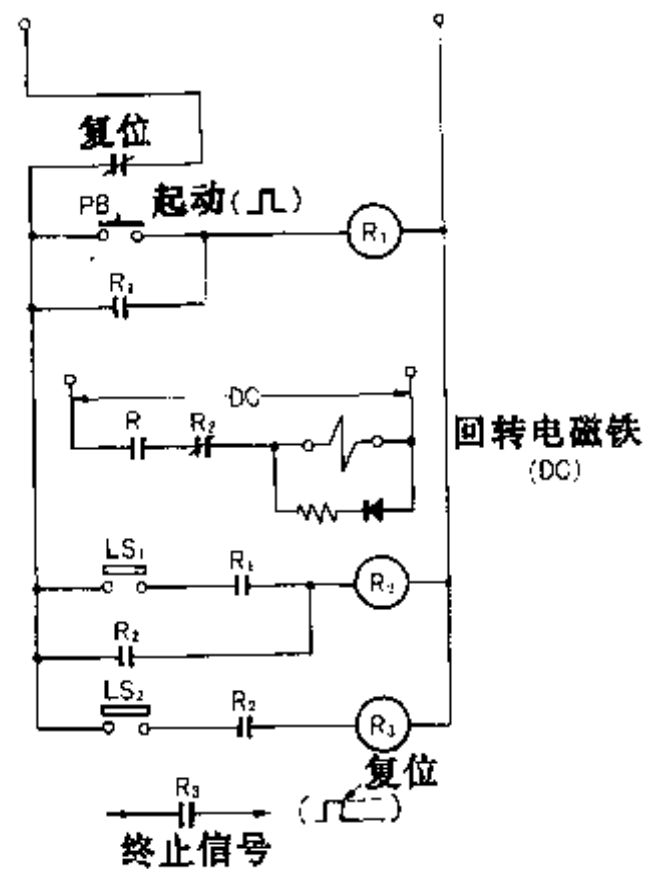 复位
PB 起动( )
R₁
R₁
DC
R R₂
回转电磁铁
(DC)
LS₁ R₁
R₂
R₂
LS₂ R₂
R₃
复位
R₃
( )
终止信号